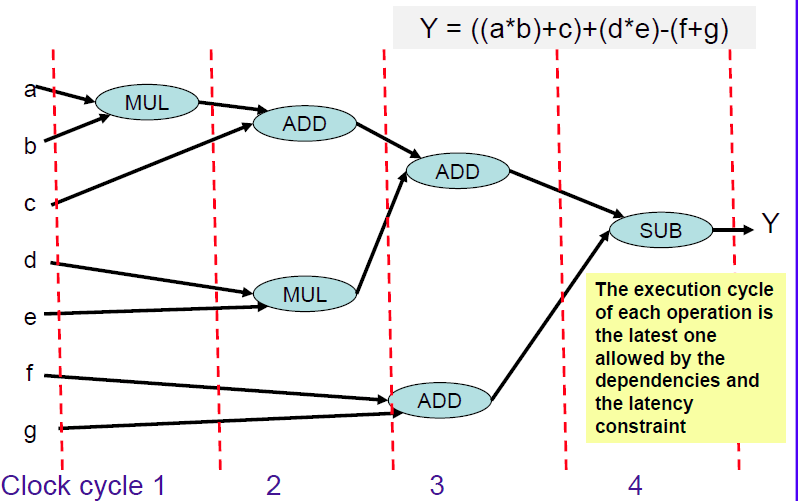 Y = ((a*b)+c)+(d*e)-(f+g)
a
MUL
b
ADD
ADD
c
Y
SUB
d
MUL
e
The execution cycle
of each operation is
the latest one
allowed by the
dependencies and
the latency
constraint
f
ADD
g
Clock cycle 1 2 3 4